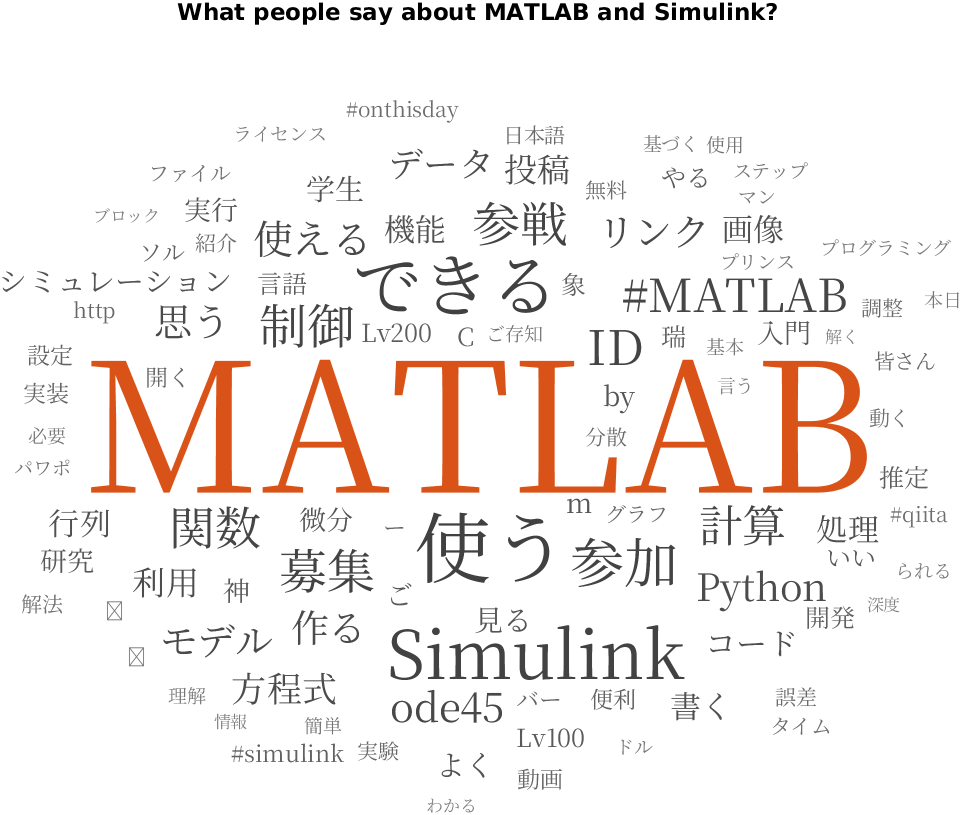 What people say about MATLAB and Simulink?
#onthisday
ライセンス
日本語
基づく
使用
データ
投稿
ファイル
学生
無料
やる
ステップ
マン
ブロック
実行
使える
機能
参戦
リンク
画像
ソル
紹介
プログラミング
シミュレーション
言語
できる
象
プリンス
#MATLAB
調整
本日
http
思う
制御
Lv200
C
ご存知
ID
瑞
基本
入門
解く
設定
開く
皆さん
実装
by
言う
動く
必要
分散
パワポ
MATLAB
推定
行列
関数
微分
ー
使う
m
グラフ
計算
処理
#qiita
研究
募集
参加
いい
利用
神
ご
Python
られる
解法
見る
開発
深度
モデル
作る
Simulink
コード
理解
方程式
ode45
バー
便利
書く
誤差
情報
簡単
タイム
#simulink
実験
Lv100
ドル
よく
動画
わかる